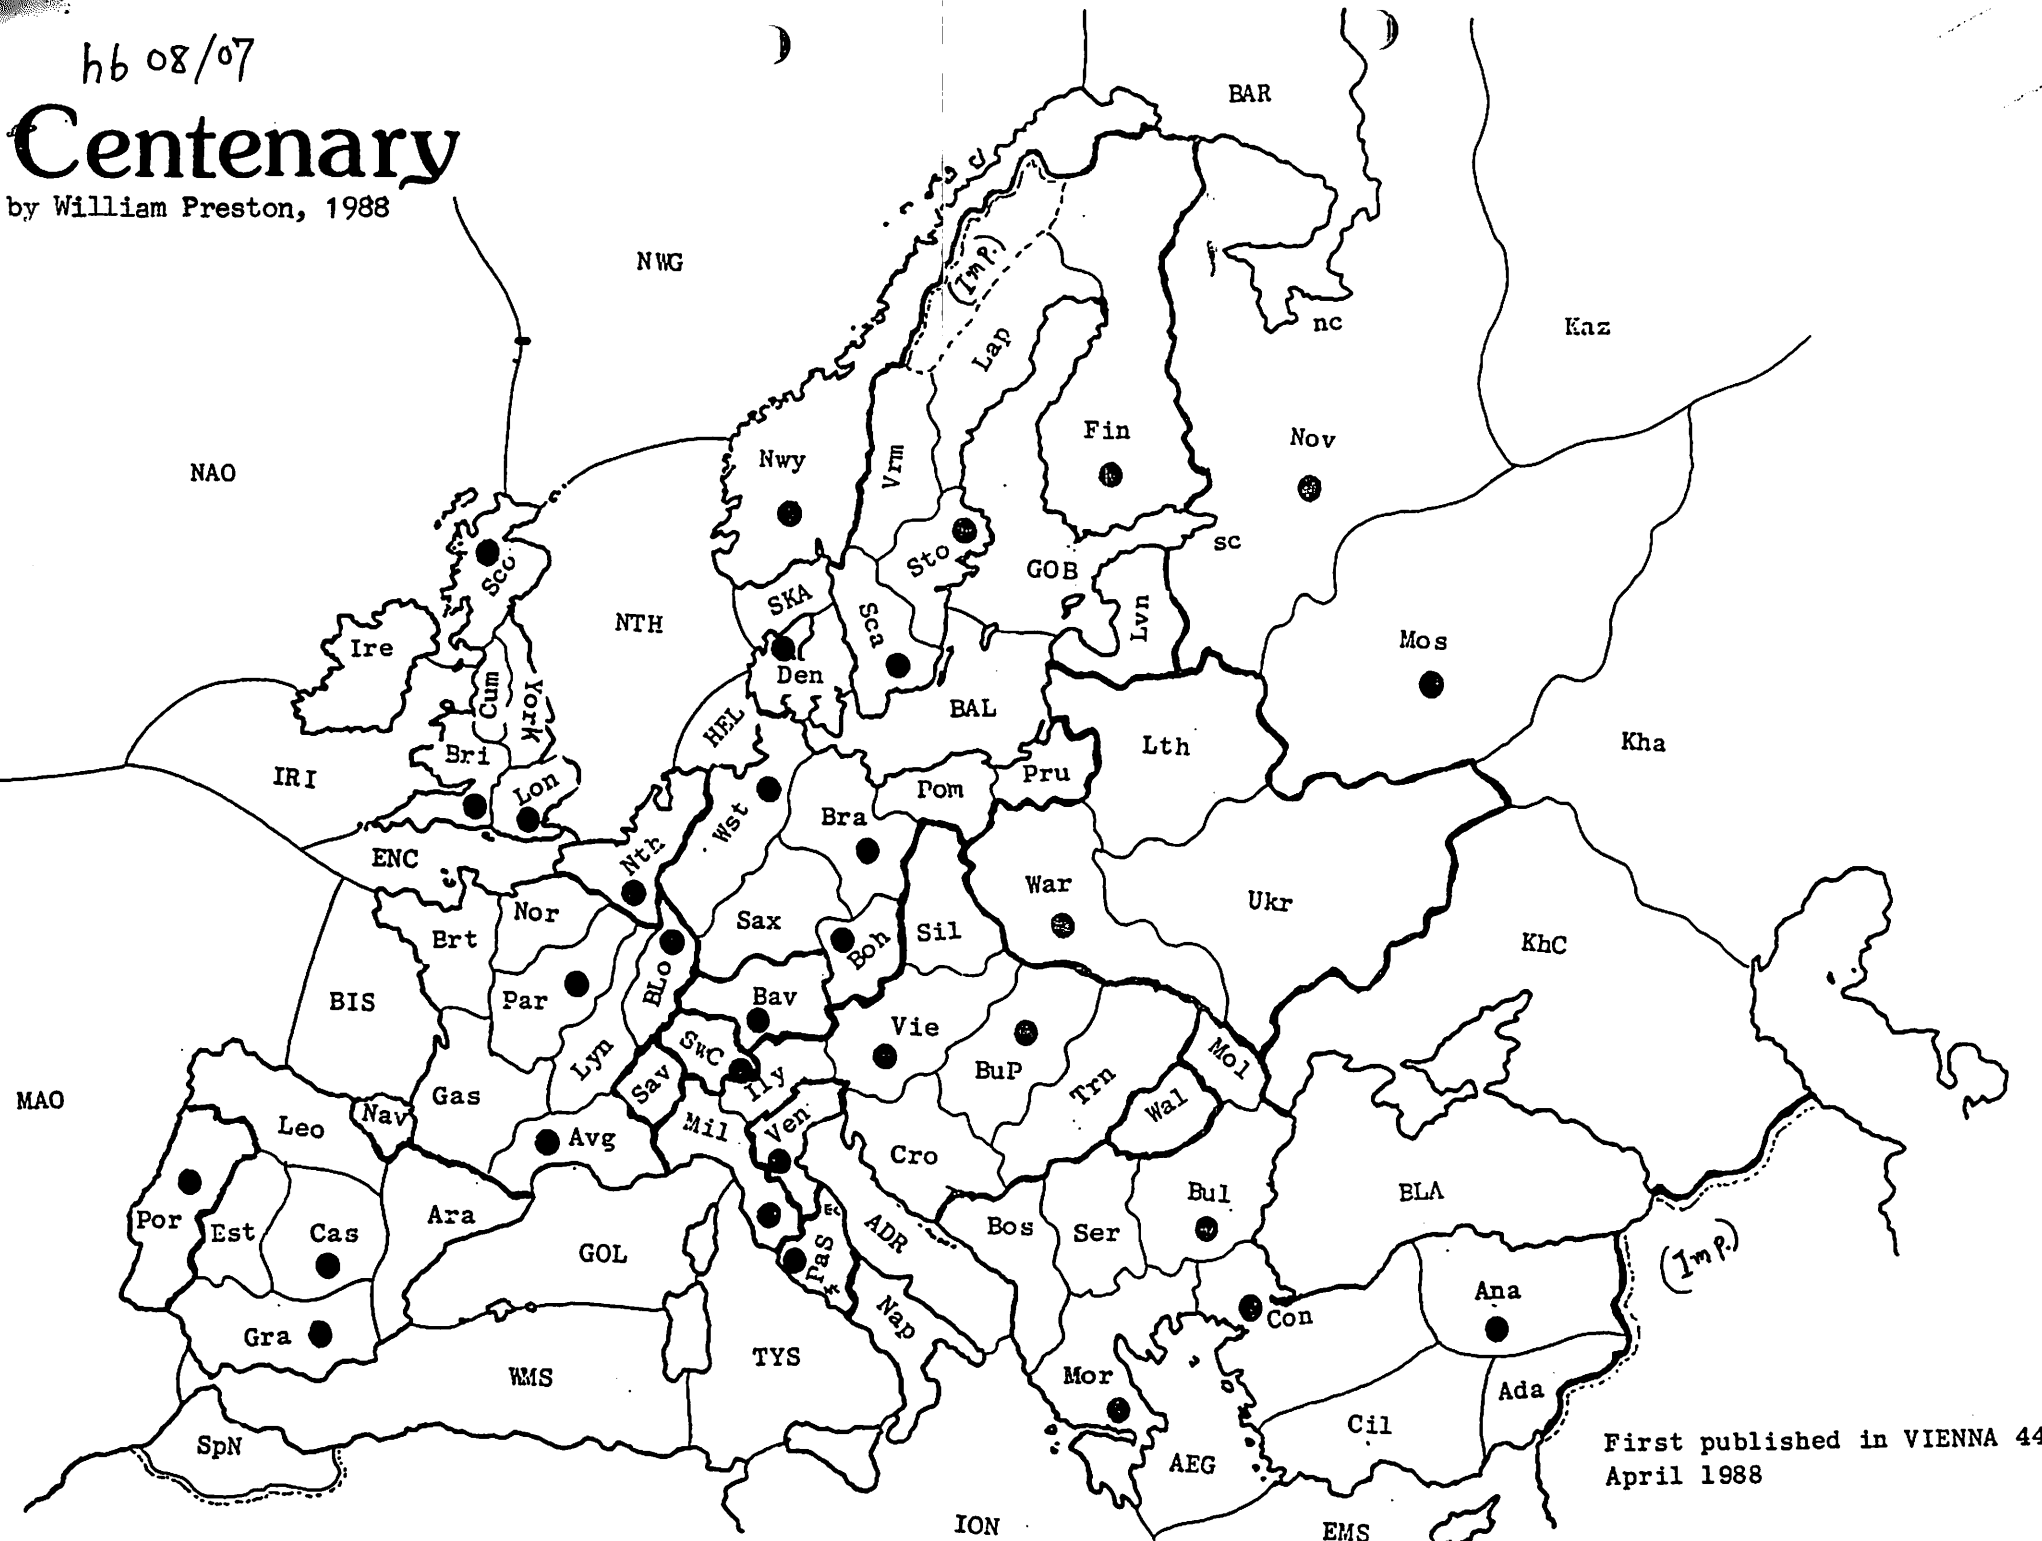 hb 08/07
Centenary
by William Preston, 1988
BAR
NWG
(Imp.)
nc
Kaz
Lap
NAO
Nwy
Vrm
Fin
Nov
Sco
Sto
sc
GOB
SKA
Sca
Lvn
NTH
Ire
Mos
Cum
York
Den
BAL
HEL
Lth
Kha
Bri
IRI
Lon
Pru
Pom
Wst
Bra
ENC
Nth
War
Ukr
Nor
Sax
Sil
Brt
Boh
KhC
BLo
Par
BIS
Bav
Vie
SwC
Mol
Lyn
BuP
Ily
Trn
Sav
MAO
Gas
Nav
Leo
Mil
Ven
Wal
Avg
Cro
Por
Est
Cas
Ara
GOL
ADR
PaS
Bos
Ser
Bul
BLA
(Imp.)
Ana
Nap
Con
Gra
TYS
WMS
Mor
Ada
Cil
SpN
AEG
First published in VIENNA 44
April 1988
ION
EMS